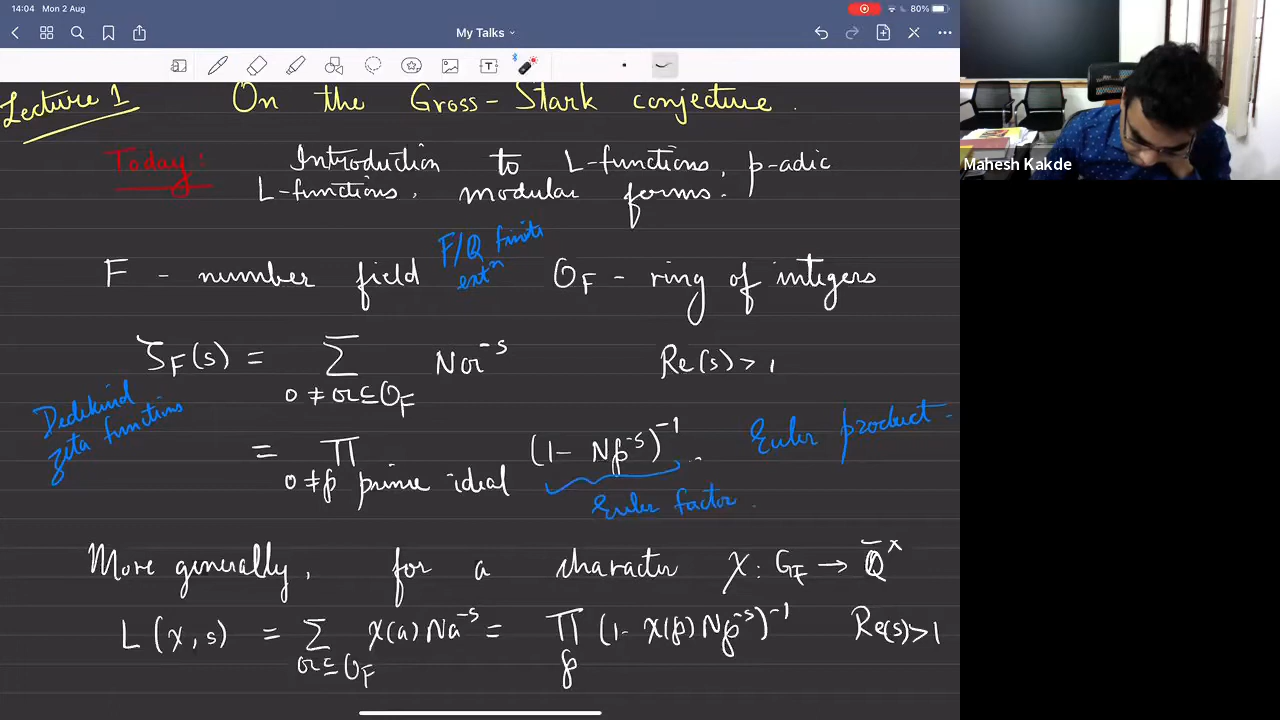 14:04 Mon 2 Aug
80%
My Talks
Lecture 1
On the Gross-Stark conjecture.
Today: Introduction to L-functions, p-adic
L-functions, modular forms.
F - number field F/ℚ finite extⁿ O_F - ring of integers
ζ_F(s) = Σ_{0 ≠ 𝔞 ⊆ O_F} N𝔞^{-s} Re(s) > 1
Dedekind zeta functions
= Π_{0 ≠ 𝔭 prime ideal} (1 - N𝔭^{-s})^{-1} .. Euler product -
Euler factor .
More generally, for a character χ : G_F → ℚ̄^×
L(χ, s) = Σ_{𝔞 ⊆ O_F} χ(a) Na^{-s} = Π_𝔭 (1 - χ(𝔭) N𝔭^{-s})^{-1} Re(s) > 1
Mahesh Kakde